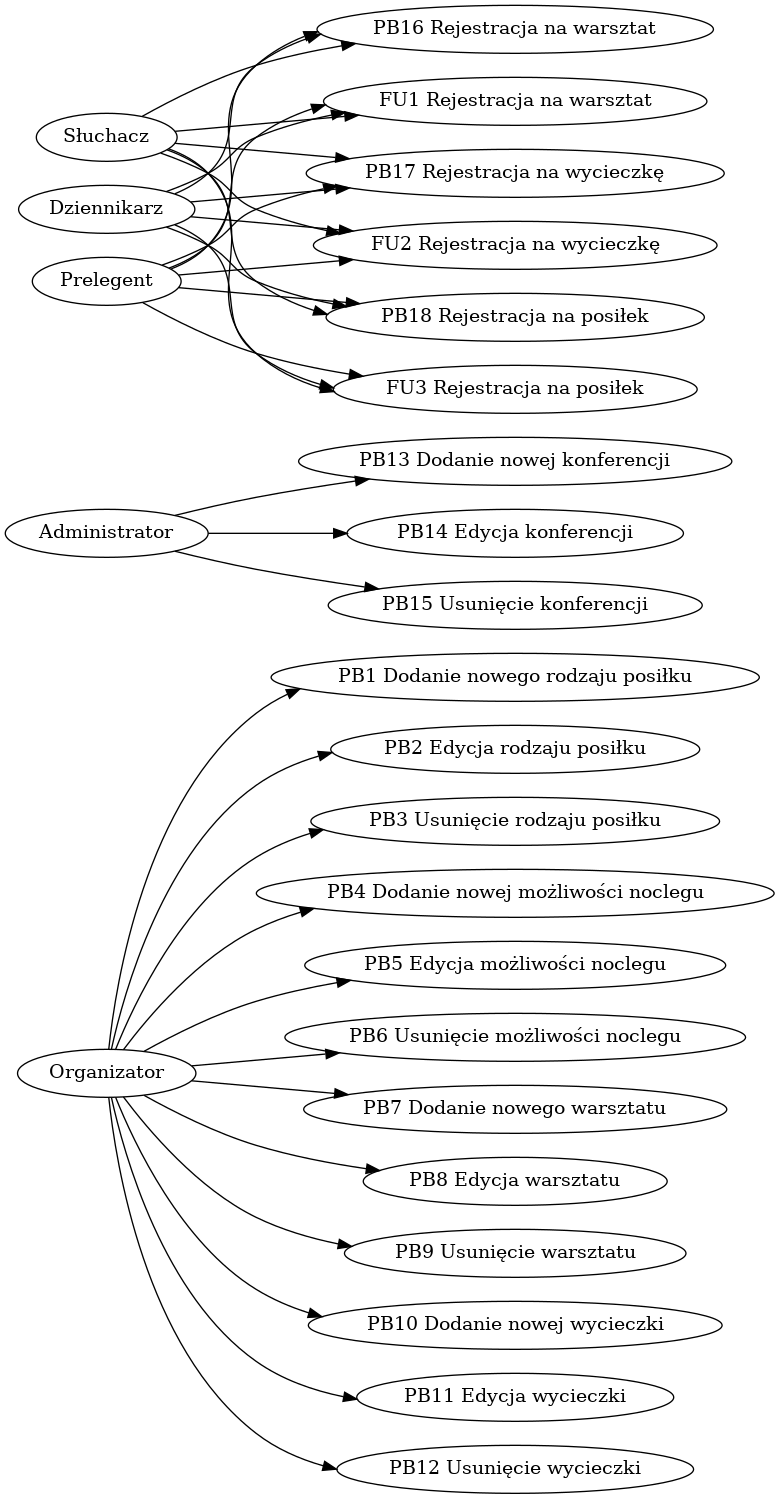 PB16 Rejestracja na warsztat
FU1 Rejestracja na warsztat
Słuchacz
PB17 Rejestracja na wycieczkę
Dziennikarz
FU2 Rejestracja na wycieczkę
Prelegent
PB18 Rejestracja na posiłek
FU3 Rejestracja na posiłek
PB13 Dodanie nowej konferencji
Administrator
PB14 Edycja konferencji
PB15 Usunięcie konferencji
PB1 Dodanie nowego rodzaju posiłku
PB2 Edycja rodzaju posiłku
PB3 Usunięcie rodzaju posiłku
PB4 Dodanie nowej możliwości noclegu
PB5 Edycja możliwości noclegu
PB6 Usunięcie możliwości noclegu
Organizator
PB7 Dodanie nowego warsztatu
PB8 Edycja warsztatu
PB9 Usunięcie warsztatu
PB10 Dodanie nowej wycieczki
PB11 Edycja wycieczki
PB12 Usunięcie wycieczki